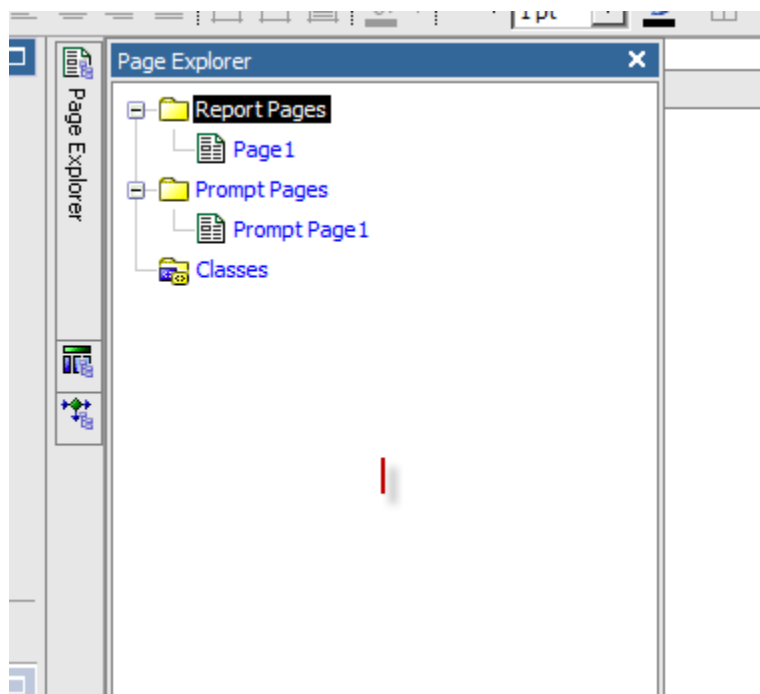 1 pt
Page Explorer
Page Explorer
Report Pages
Page1
Prompt Pages
Prompt Page1
Classes